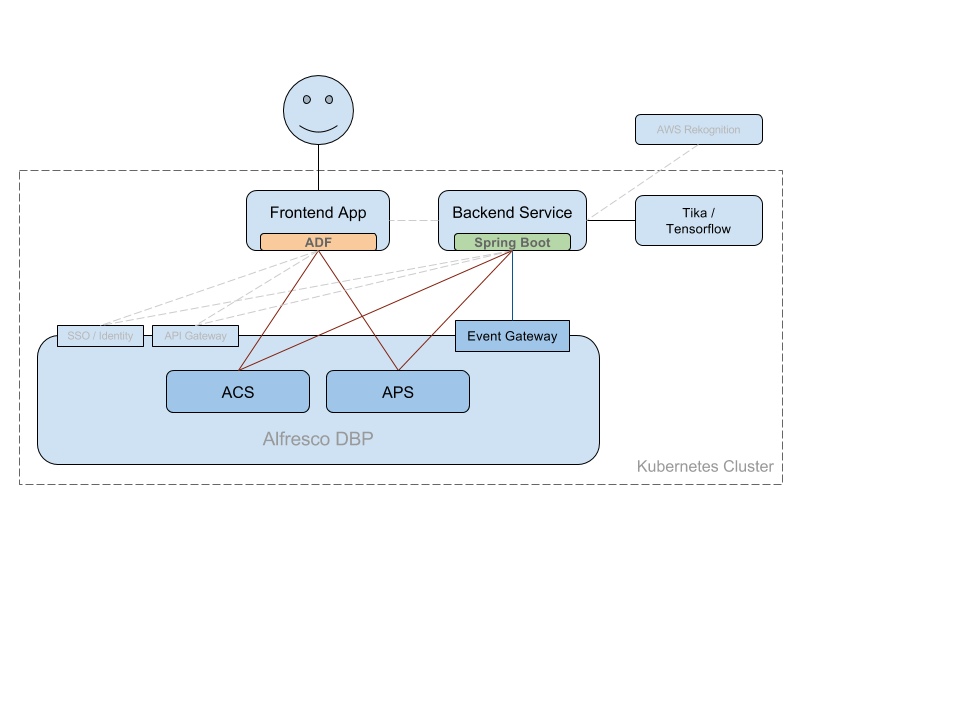 AWS Rekognition
Frontend App
ADF
Backend Service
Spring Boot
Tika /
Tensorflow
SSO / Identity
API Gateway
Event Gateway
ACS
APS
Alfresco DBP
Kubernetes Cluster